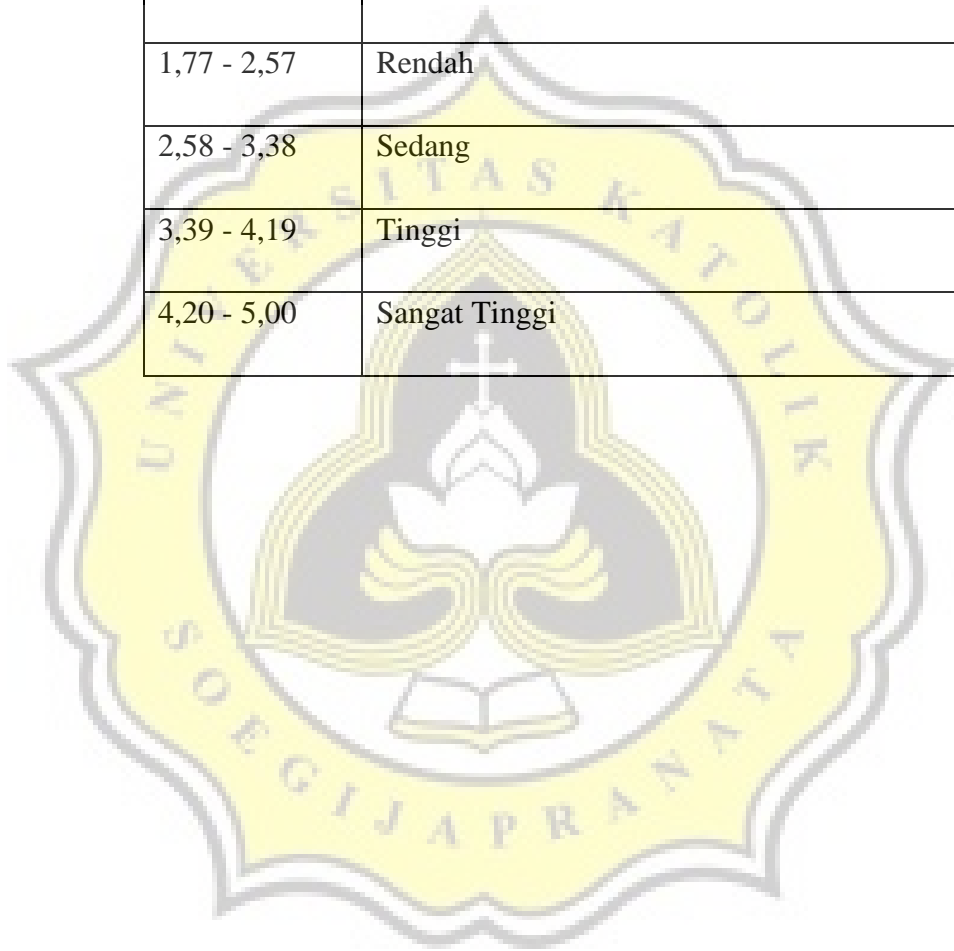 1,77 - 2,57 Rendah
2,58 - 3,38 Sedang
3,39 - 4,19 Tinggi
4,20 - 5,00 Sangat Tinggi
UNIVERSITAS KATOLIK
SOEGIJAPRANATA